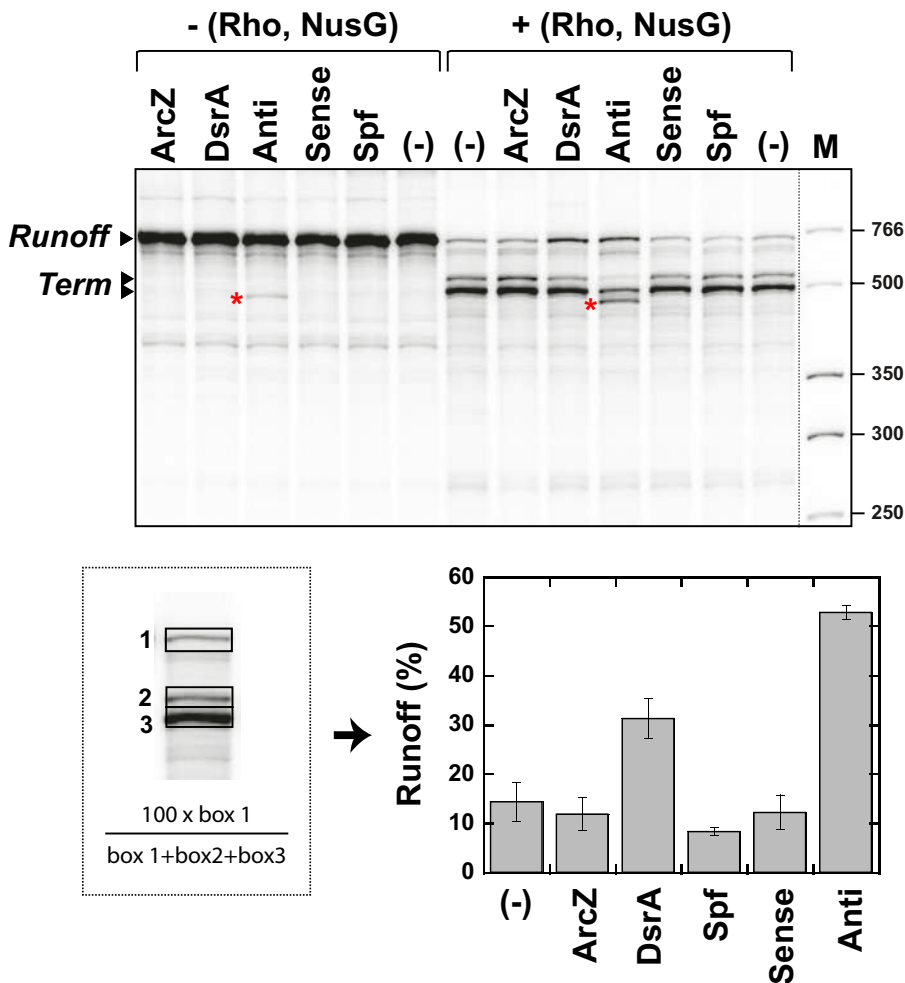 - (Rho, NusG)
+ (Rho, NusG)
ArcZ
DsrA
Anti
Sense
Spf
(-)
(-)
ArcZ
DsrA
Anti
Sense
Spf
(-)
M
Runoff
Term
*
*
766
500
350
300
250
1
2
3
100 x box 1
box 1+box2+box3
Runoff (%)
60
50
40
30
20
10
0
(-)
ArcZ
DsrA
Spf
Sense
Anti